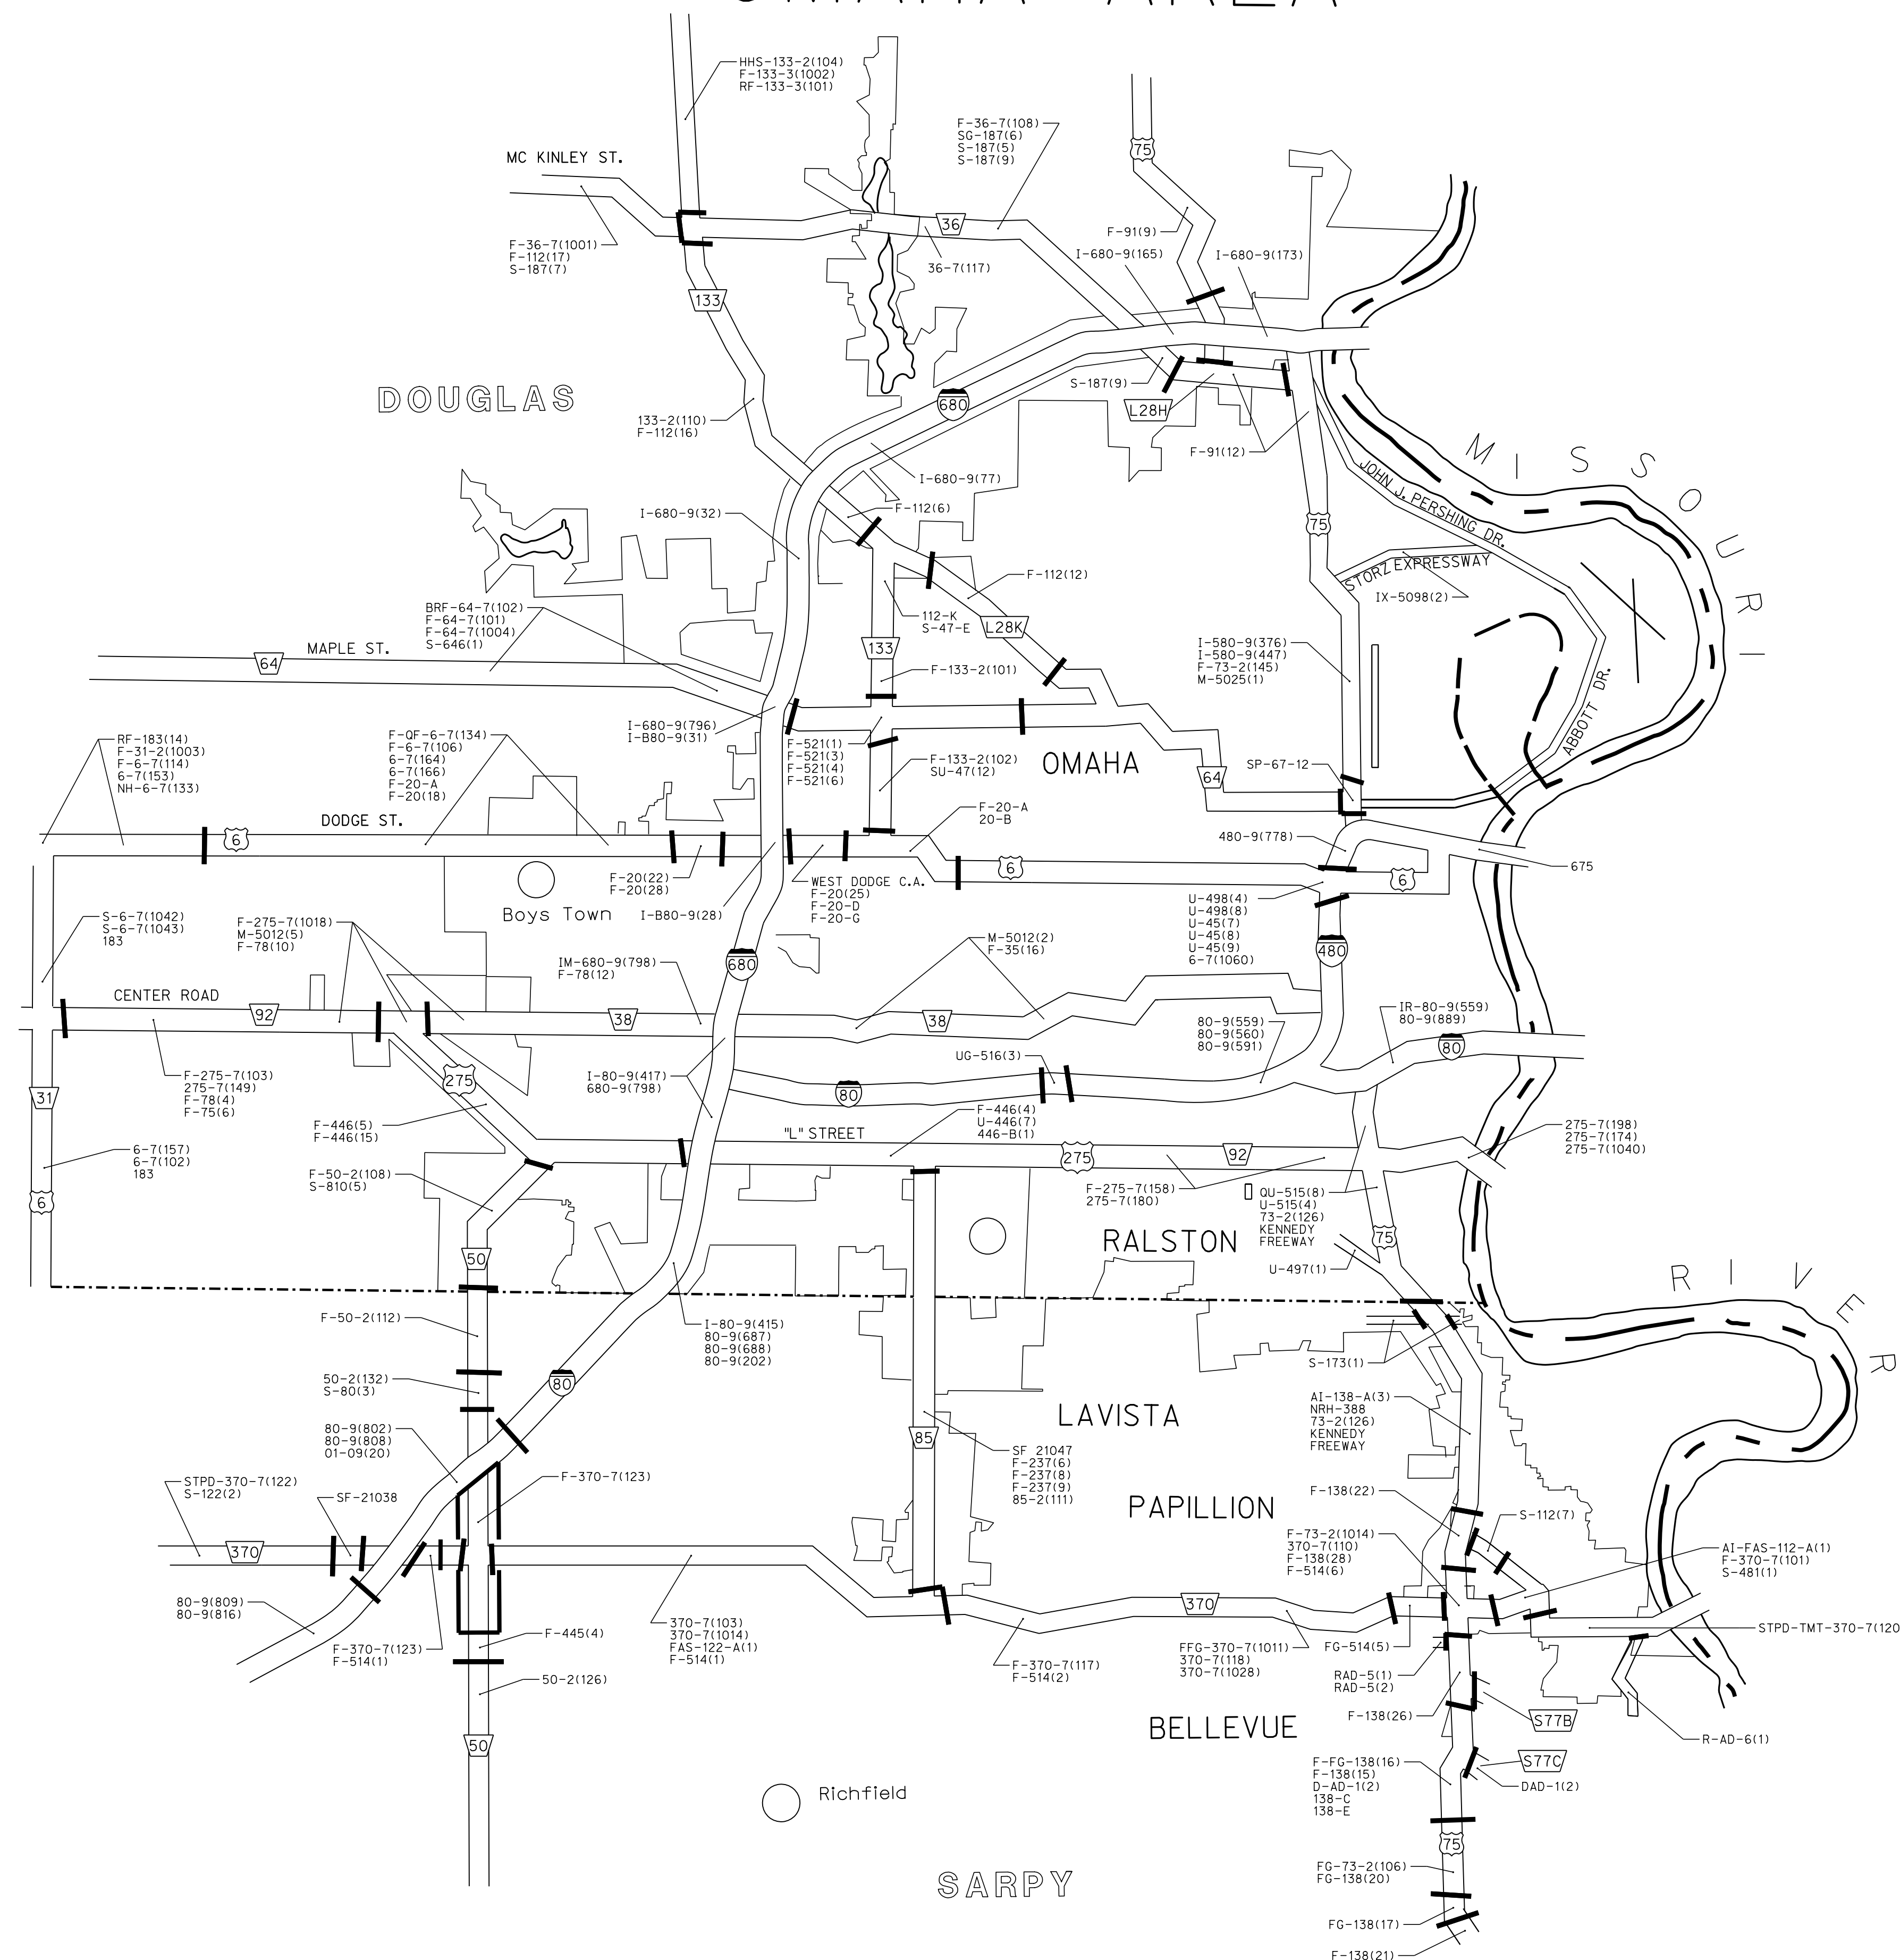 HHS-133-2(104)
F-133-3(1002)
RF-133-3(101)
F-36-7(108)
SG-187(6)
S-187(5)
S-187(9)
75
MC KINLEY ST.
36
F-36-7(1001)
F-112(17)
S-187(7)
F-91(9)
I-680-9(165)
I-680-9(173)
36-7(117)
133
DOUGLAS
S-187(9)
680
L28H
133-2(110)
F-112(16)
F-91(12)
MISSOURI
JOHN J. PERSHING DR.
I-680-9(77)
F-112(6)
I-680-9(32)
75
STORZ EXPRESSWAY
F-112(12)
IX-5098(2)
BRF-64-7(102)
F-64-7(101)
F-64-7(1004)
S-646(1)
112-K
S-47-E
L28K
MAPLE ST.
64
133
I-580-9(376)
I-580-9(447)
F-73-2(145)
M-5025(1)
F-133-2(101)
ABBOTT DR.
I-680-9(796)
I-B80-9(31)
RF-183(14)
F-31-2(1003)
F-6-7(114)
6-7(153)
NH-6-7(133)
F-QF-6-7(134)
F-6-7(106)
6-7(164)
6-7(166)
F-20-A
F-20(18)
F-521(1)
F-521(3)
F-521(4)
F-521(6)
F-133-2(102)
SU-47(12)
OMAHA
SP-67-12
64
DODGE ST.
6
F-20-A
20-B
480-9(778)
675
6
6
F-20(22)
F-20(28)
WEST DODGE C.A.
F-20(25)
F-20-D
F-20-G
Boys Town
I-B80-9(28)
U-498(4)
U-498(8)
U-45(7)
U-45(8)
U-45(9)
6-7(1060)
S-6-7(1042)
S-6-7(1043)
183
F-275-7(1018)
M-5012(5)
F-78(10)
M-5012(2)
F-35(16)
480
IM-680-9(798)
F-78(12)
680
CENTER ROAD
92
38
38
IR-80-9(559)
80-9(889)
80-9(559)
80-9(560)
80-9(591)
80
UG-516(3)
F-275-7(103)
275-7(149)
F-78(4)
F-75(6)
275
I-80-9(417)
680-9(798)
80
31
F-446(4)
U-446(7)
446-B(1)
F-446(5)
F-446(15)
"L" STREET
275
92
275-7(198)
275-7(174)
275-7(1040)
6-7(157)
6-7(102)
183
F-50-2(108)
S-810(5)
F-275-7(158)
275-7(180)
QU-515(8)
U-515(4)
73-2(126)
KENNEDY
FREEWAY
6
RALSTON
75
50
U-497(1)
RIVER
F-50-2(112)
I-80-9(415)
80-9(687)
80-9(688)
80-9(202)
S-173(1)
50-2(132)
S-80(3)
80
AI-138-A(3)
NRH-388
73-2(126)
KENNEDY
FREEWAY
LAVISTA
80-9(802)
80-9(808)
01-09(20)
85
SF 21047
F-237(6)
F-237(8)
F-237(9)
85-2(111)
STPD-370-7(122)
S-122(2)
SF-21038
F-370-7(123)
F-138(22)
PAPILLION
S-112(7)
F-73-2(1014)
370-7(110)
F-138(28)
F-514(6)
370
AI-FAS-112-A(1)
F-370-7(101)
S-481(1)
80-9(809)
80-9(816)
370
F-370-7(123)
F-514(1)
F-445(4)
370-7(103)
370-7(1014)
FAS-122-A(1)
F-514(1)
STPD-TMT-370-7(120
FFG-370-7(1011)
370-7(118)
370-7(1028)
FG-514(5)
F-370-7(117)
F-514(2)
50-2(126)
RAD-5(1)
RAD-5(2)
F-138(26)
S77B
BELLEVUE
R-AD-6(1)
50
S77C
F-FG-138(16)
F-138(15)
D-AD-1(2)
138-C
138-E
DAD-1(2)
Richfield
75
FG-73-2(106)
FG-138(20)
SARPY
FG-138(17)
F-138(21)